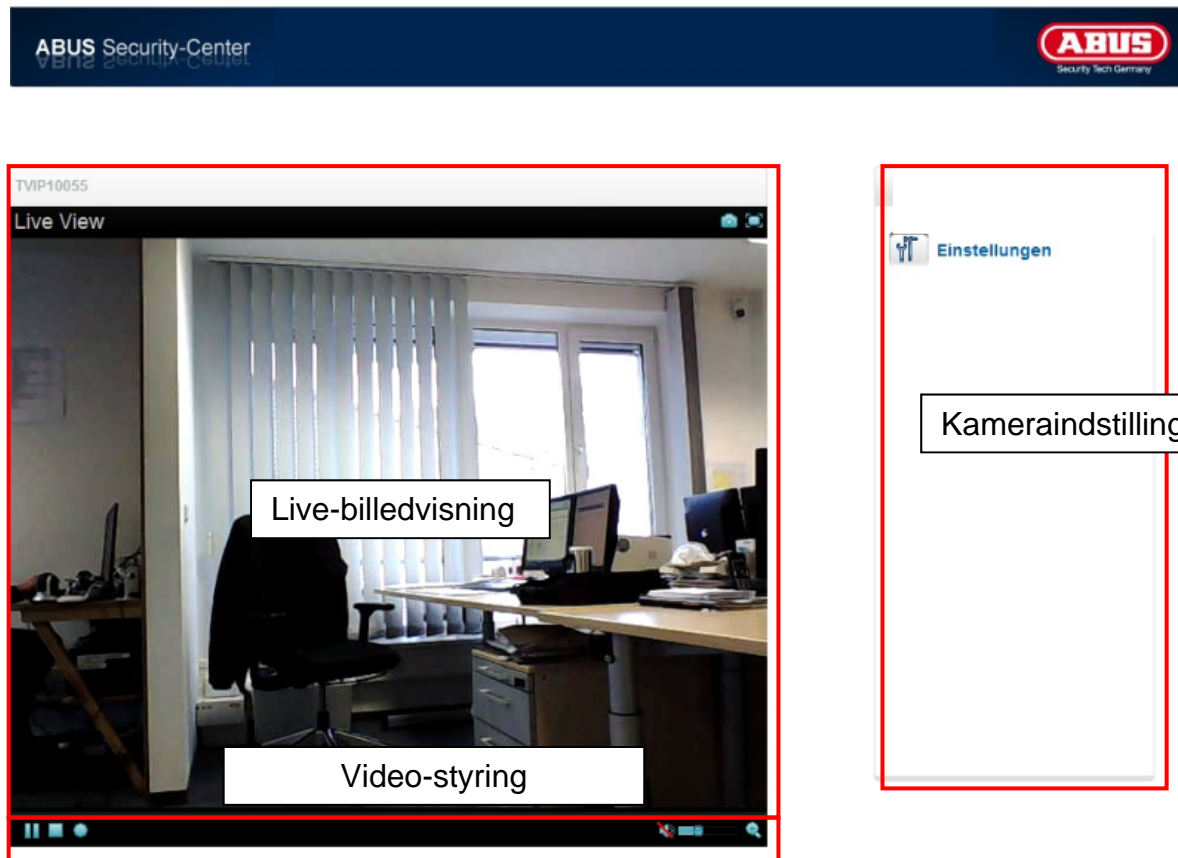 ABUS Security-Center
ABUS
Security Tech Germany
TVIP10055
Live View
Einstellungen
Kameraindstilling
Live-billedvisning
Video-styring